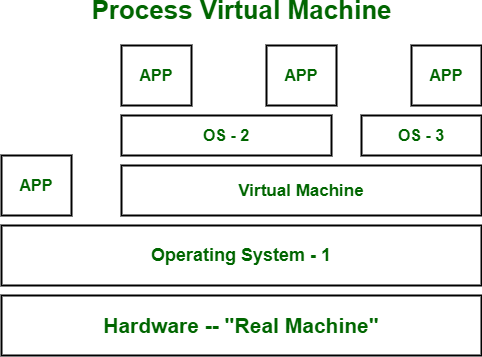 Process Virtual Machine
APP
APP
APP
OS - 2
OS - 3
APP
Virtual Machine
Operating System - 1
Hardware -- "Real Machine"